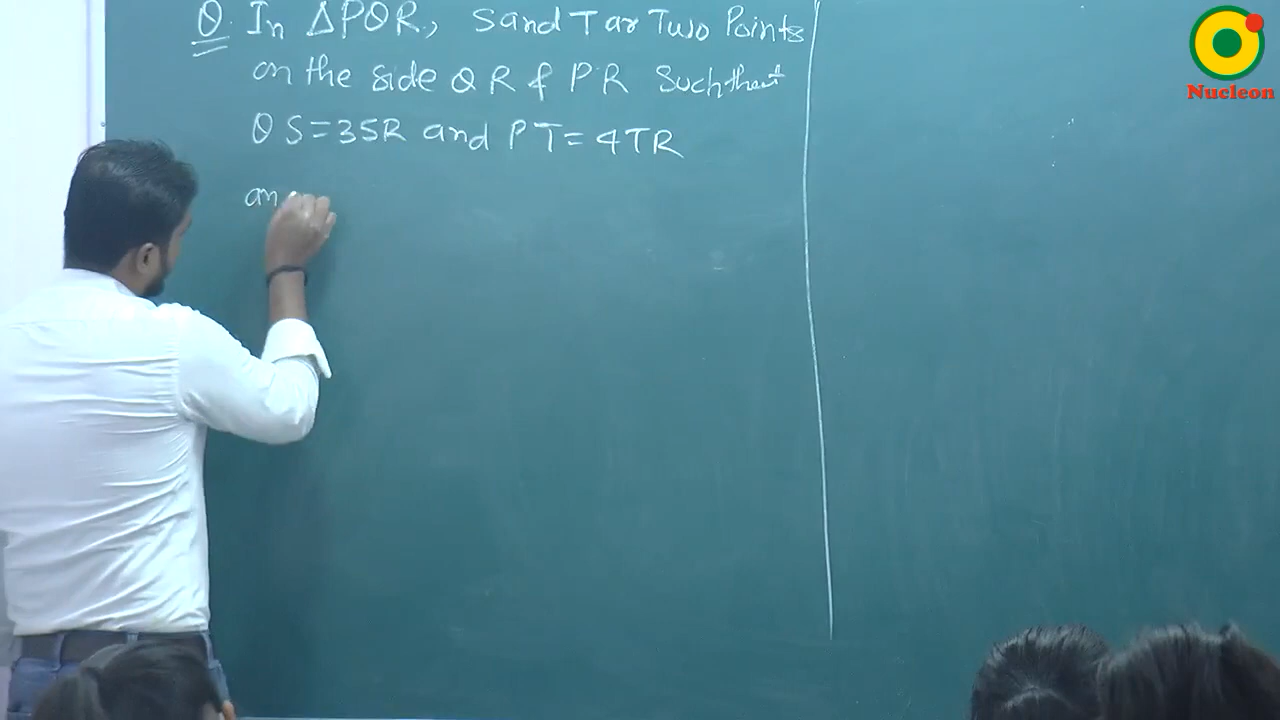 Q. In ΔPQR, S and T ar Two Points
on the side QR & PR Such that
QS=3SR and PT=4TR
an
Nucleon